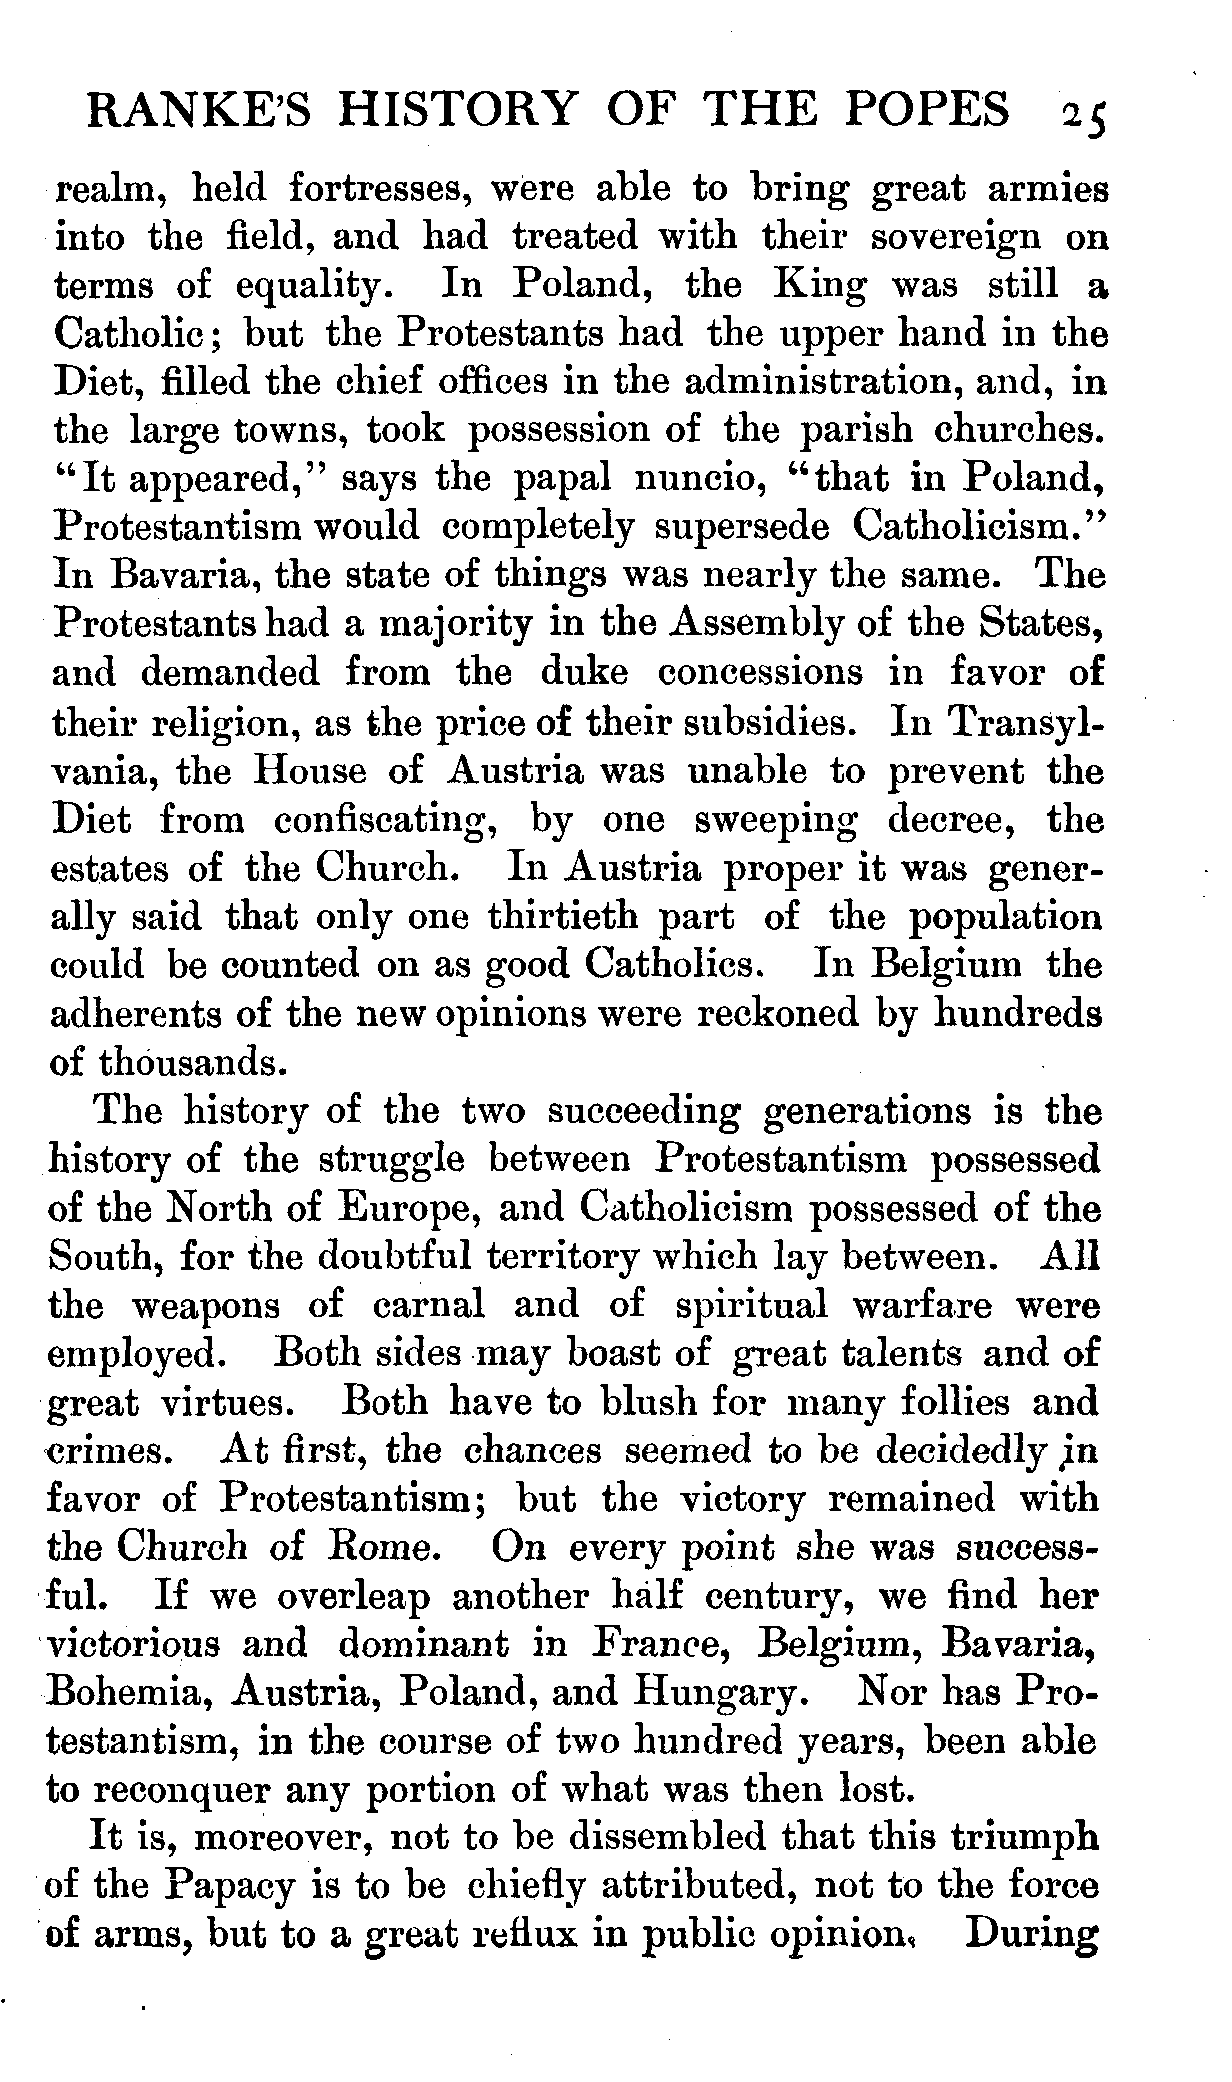 RANKE'S HISTORY OF THE POPES 25
realm, held fortresses, were able to bring great armies
into the field, and had treated with their sovereign on
terms of equality. In Poland, the King was still a
Catholic; but the Protestants had the upper hand in the
Diet, filled the chief offices in the administration, and, in
the large towns, took possession of the parish churches.
"It appeared," says the papal nuncio, "that in Poland,
Protestantism would completely supersede Catholicism."
In Bavaria, the state of things was nearly the same. The
Protestants had a majority in the Assembly of the States,
and demanded from the duke concessions in favor of
their religion, as the price of their subsidies. In Transyl-
vania, the House of Austria was unable to prevent the
Diet from confiscating, by one sweeping decree, the
estates of the Church. In Austria proper it was gener-
ally said that only one thirtieth part of the population
could be counted on as good Catholics. In Belgium the
adherents of the new opinions were reckoned by hundreds
of thousands.
The history of the two succeeding generations is the
history of the struggle between Protestantism possessed
of the North of Europe, and Catholicism possessed of the
South, for the doubtful territory which lay between. All
the weapons of carnal and of spiritual warfare were
employed. Both sides may boast of great talents and of
great virtues. Both have to blush for many follies and
crimes. At first, the chances seemed to be decidedly in
favor of Protestantism; but the victory remained with
the Church of Rome. On every point she was success-
ful. If we overleap another half century, we find her
victorious and dominant in France, Belgium, Bavaria,
Bohemia, Austria, Poland, and Hungary. Nor has Pro-
testantism, in the course of two hundred years, been able
to reconquer any portion of what was then lost.
It is, moreover, not to be dissembled that this triumph
of the Papacy is to be chiefly attributed, not to the force
of arms, but to a great reflux in public opinion. During